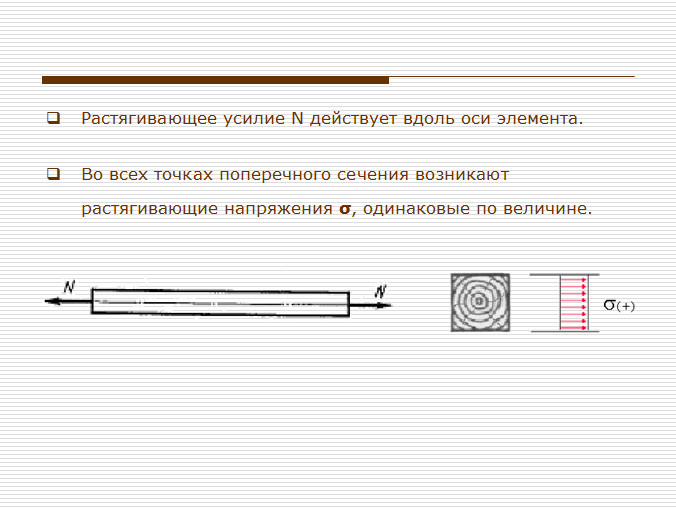 Растягивающее усилие N действует вдоль оси элемента.
Во всех точках поперечного сечения возникают
растягивающие напряжения σ, одинаковые по величине.
N
N
σ(+)